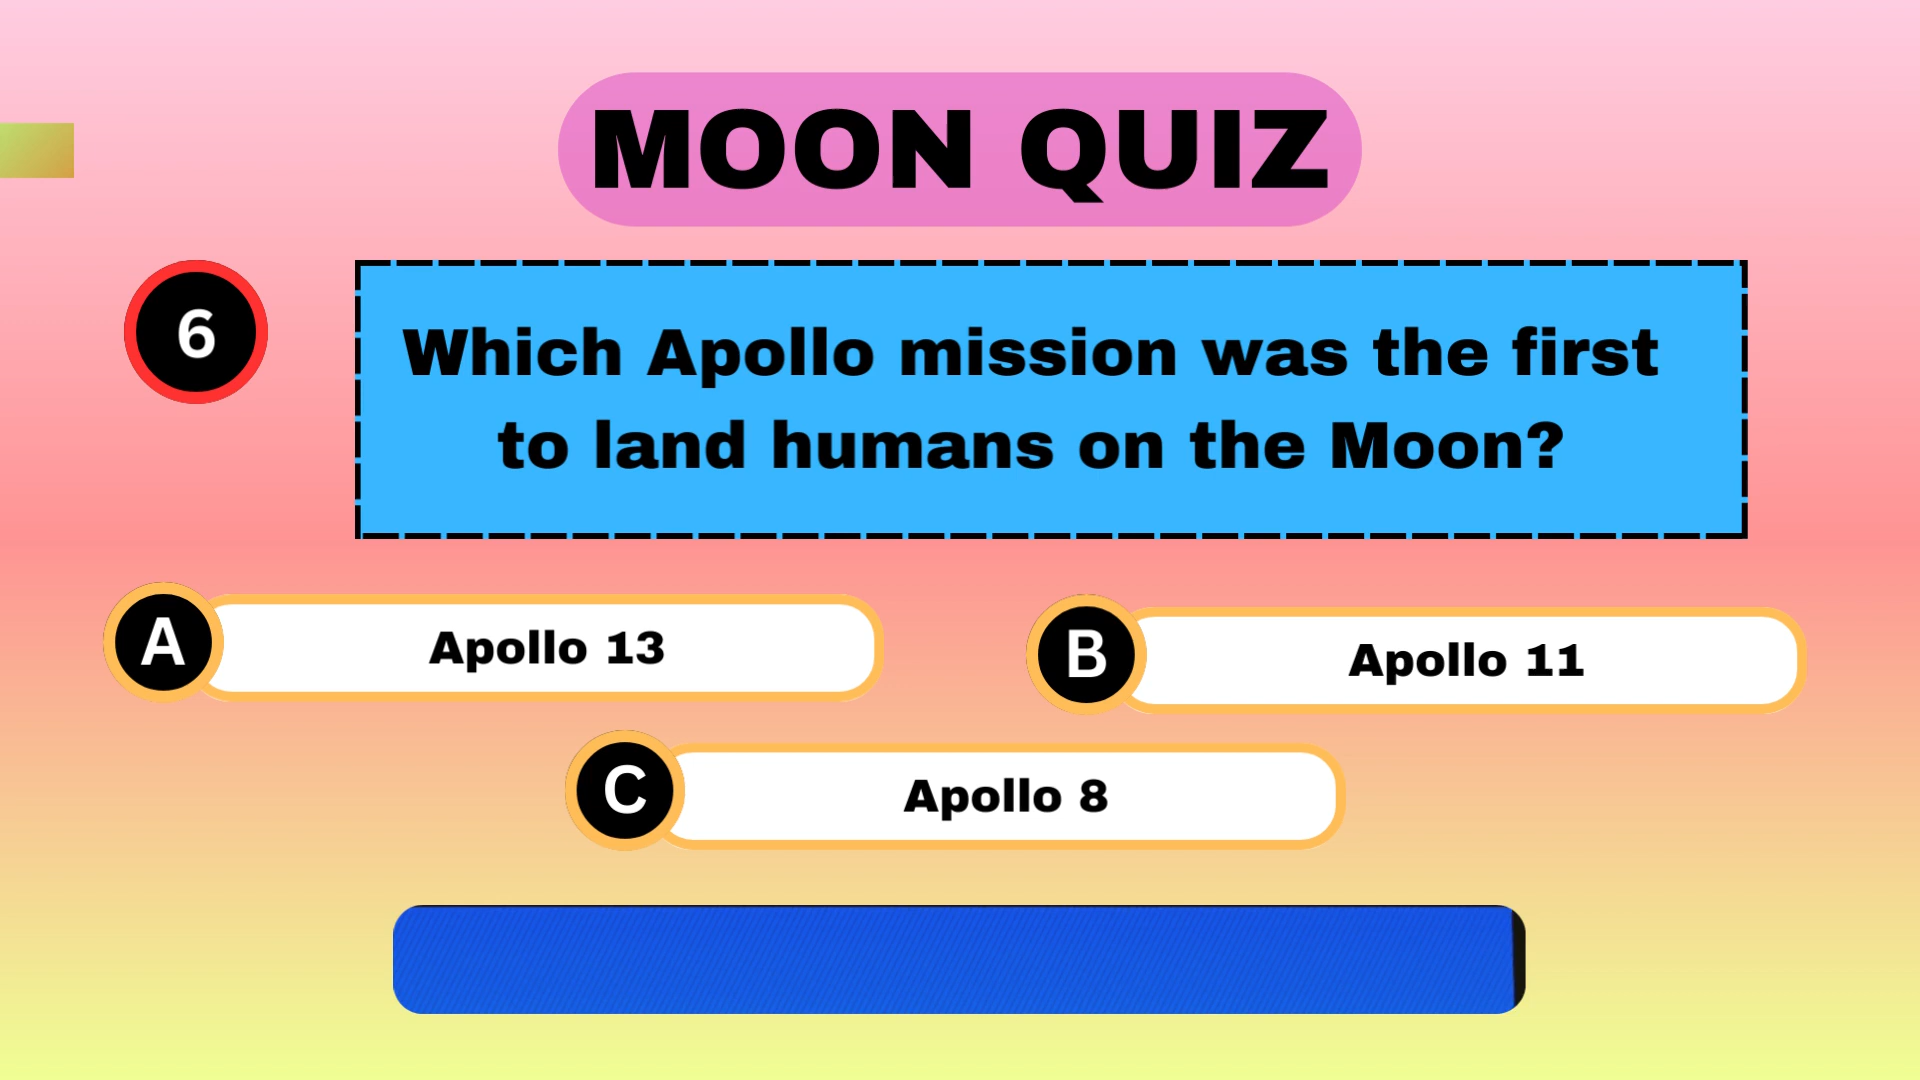 MOON QUIZ
6
Which Apollo mission was the first
to land humans on the Moon?
A
Apollo 13
B
Apollo 11
C
Apollo 8